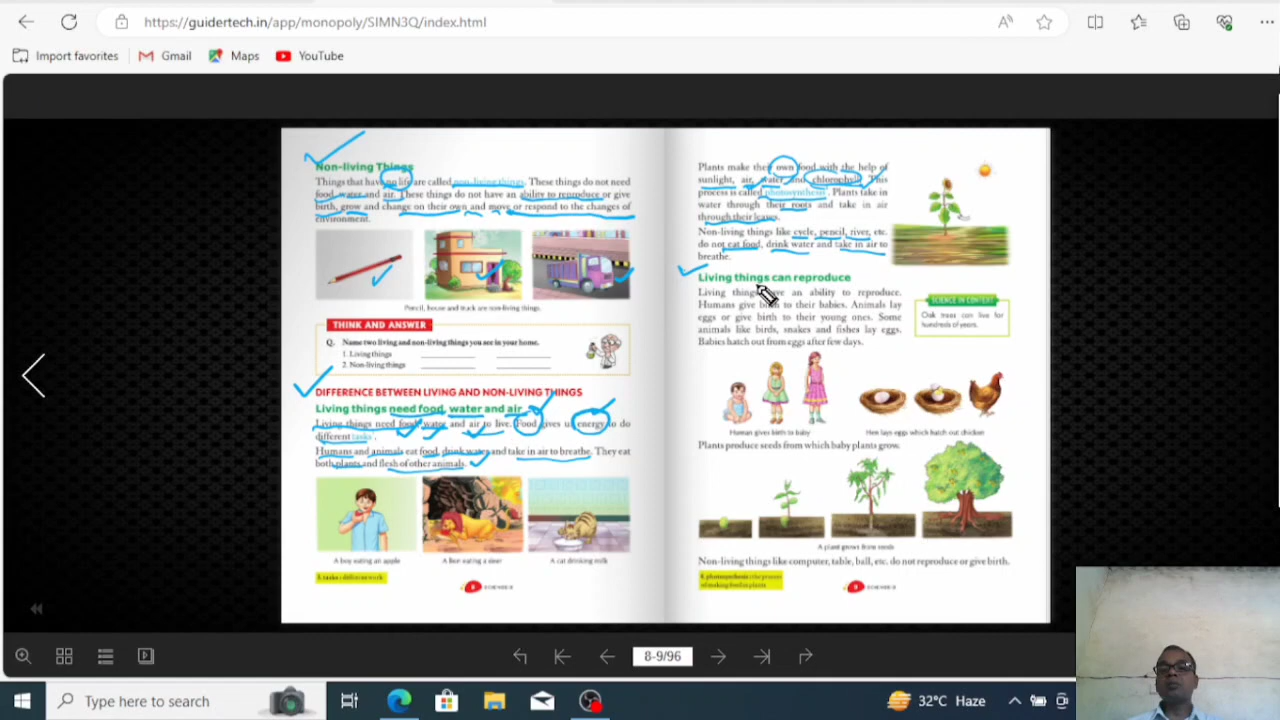 https://guidertech.in/app/monopoly/SIMN3Q/index.html
Import favorites
Gmail
Maps
YouTube
Non-living Things
Things that have no life are called non-living things. These things do not need
food, water and air. These things do not have an ability to reproduce or give
birth, grow and change on their own and move or respond to the changes of
environment.
Pencil, house and truck are non-living things.
THINK AND ANSWER
Q. Name two living and non-living things you see in your home.
1. Living things
2. Non-living things
DIFFERENCE BETWEEN LIVING AND NON-LIVING THINGS
Living things need food, water and air
Living things need food, water and air to live. Food gives us energy to do
different tasks
Humans and animals eat food, drink water and take in air to breathe. They eat
both plants and flesh of other animals.
A boy eating an apple
A lion eating a deer
A cat drinking milk
3. tasks : different work
8
Plants make their own food with the help of
sunlight, air, water and chlorophyll. This
process is called photosynthesis. Plants take in
water through their roots and take in air
through their leaves.
Non-living things like cycle, pencil, river, etc.
do not eat food, drink water and take in air to
breathe.
Living things can reproduce
Living things have an ability to reproduce.
Humans give birth to their babies. Animals lay
eggs or give birth to their young ones. Some
animals like birds, snakes and fishes lay eggs.
Babies hatch out from eggs after few days.
SCIENCE IN CONTEXT
Oak trees can live for
hundreds of years.
Human gives birth to baby
Hen lays eggs which hatch out chicken
Plants produce seeds from which baby plants grow.
A plant grows from seeds
Non-living things like computer, table, ball, etc. do not reproduce or give birth.
4. photosynthesis : the process
of making food in plants
9
8-9/96
Type here to search
32°C Haze